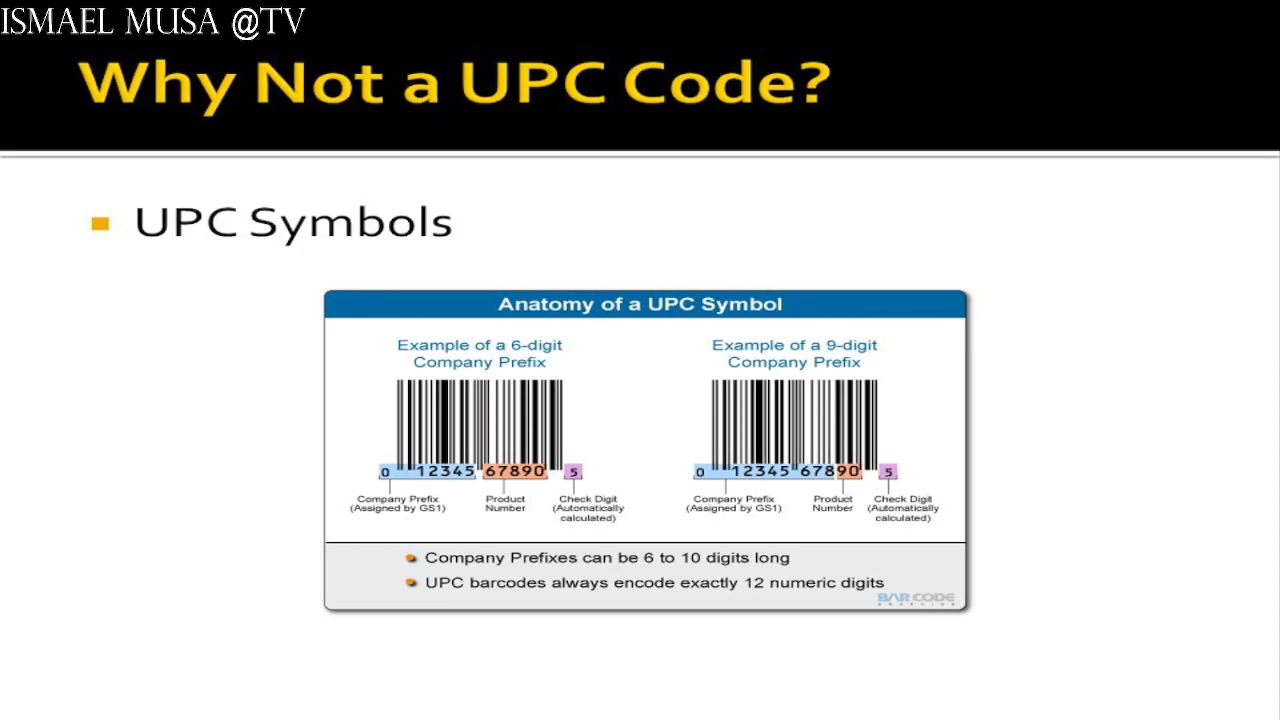 ISMAEL MUSA @TV
Why Not a UPC Code?
UPC Symbols
Anatomy of a UPC Symbol
Example of a 6-digit
Company Prefix
0 12345 67890 5
Company Prefix
(Assigned by GS1)
Product
Number
Check Digit
(Automatically
calculated)
Example of a 9-digit
Company Prefix
0 12345 67890 5
Company Prefix
(Assigned by GS1)
Product
Number
Check Digit
(Automatically
calculated)
Company Prefixes can be 6 to 10 digits long
UPC barcodes always encode exactly 12 numeric digits
BAR CODE